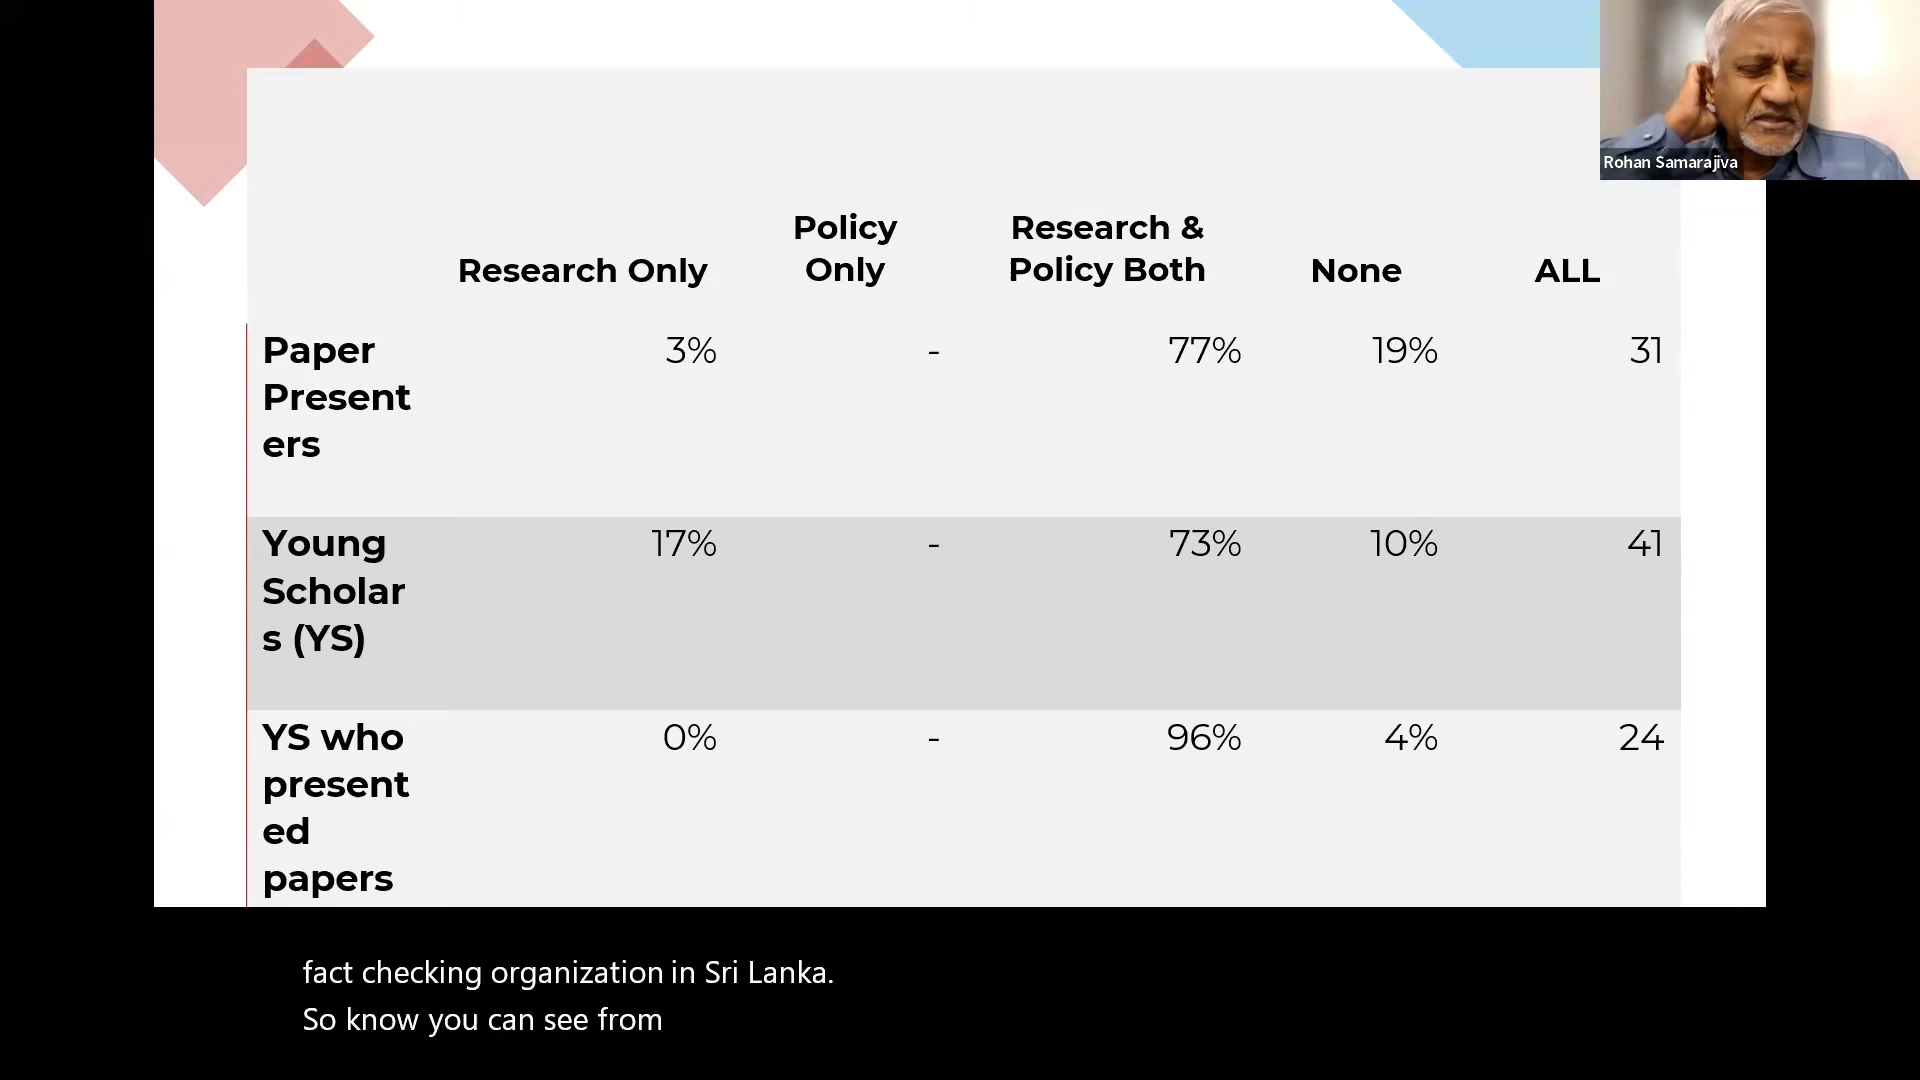 Rohan Samarajiva
Policy
Research &
Research Only
Only
Policy Both
None
ALL
Paper
Present
ers
3%
-
77%
19%
31
Young
Scholar
s (YS)
17%
-
73%
10%
41
YS who
present
ed
papers
0%
-
96%
4%
24
fact checking organization in Sri Lanka.
So know you can see from